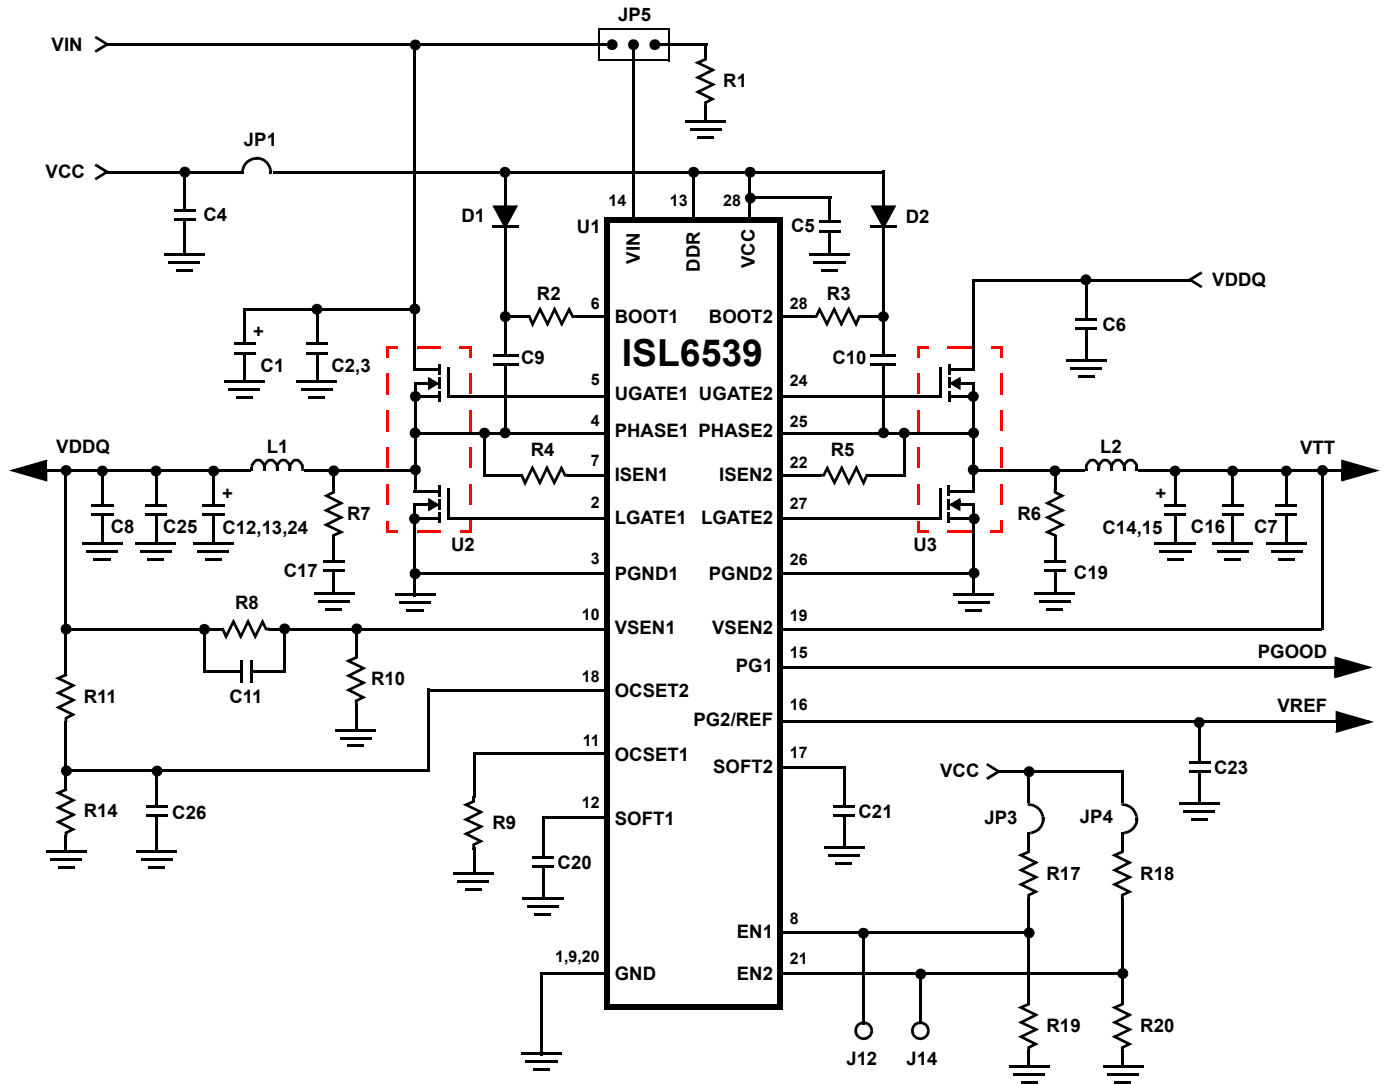 JP5
VIN
R1
JP1
VCC
C4
D1
14
13
28
U1
C5
D2
VIN
DDR
VCC
VDDQ
R2
6
BOOT1
BOOT2
28
R3
C6
ISL6539
+
C1
C2,3
C9
C10
5
UGATE1
UGATE2
24
4
PHASE1
PHASE2
25
VDDQ
L1
R4
7
ISEN1
ISEN2
22
R5
L2
VTT
+
C8
C25
C12,13,24
R7
2
LGATE1
LGATE2
27
R6
+
C14,15
C16
C7
U2
U3
C17
3
PGND1
PGND2
26
C19
R8
10
VSEN1
VSEN2
19
C11
R10
PG1
15
PGOOD
R11
18
OCSET2
PG2/REF
16
VREF
11
OCSET1
SOFT2
17
VCC
C23
R14
C26
R9
12
SOFT1
C21
JP3
JP4
C20
R17
R18
EN1
8
1,9,20
GND
EN2
21
R19
R20
J12
J14